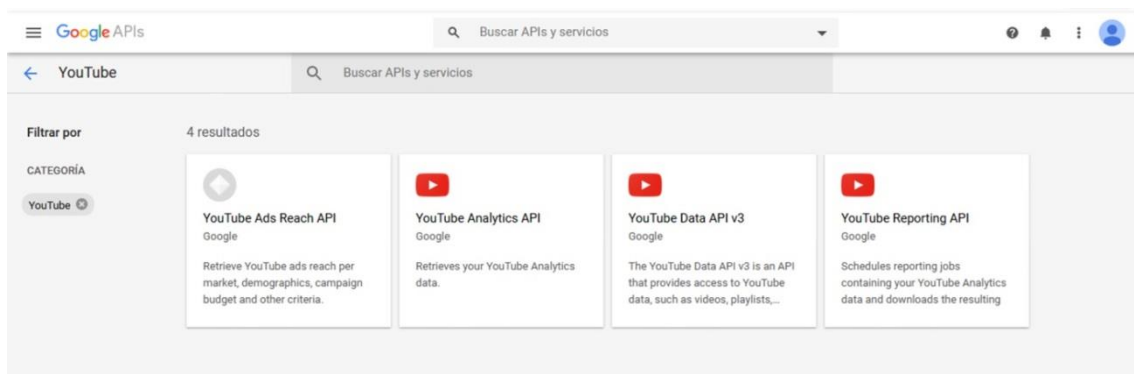 Google APIs
Buscar APIs y servicios
YouTube
Buscar APIs y servicios
Filtrar por
CATEGORÍA
YouTube
4 resultados
YouTube Ads Reach API
Google
Retrieve YouTube ads reach per
market, demographics, campaign
budget and other criteria.
YouTube Analytics API
Google
Retrieves your YouTube Analytics
data.
YouTube Data API v3
Google
The YouTube Data API v3 is an API
that provides access to YouTube
data, such as videos, playlists,...
YouTube Reporting API
Google
Schedules reporting jobs
containing your YouTube Analytics
data and downloads the resulting